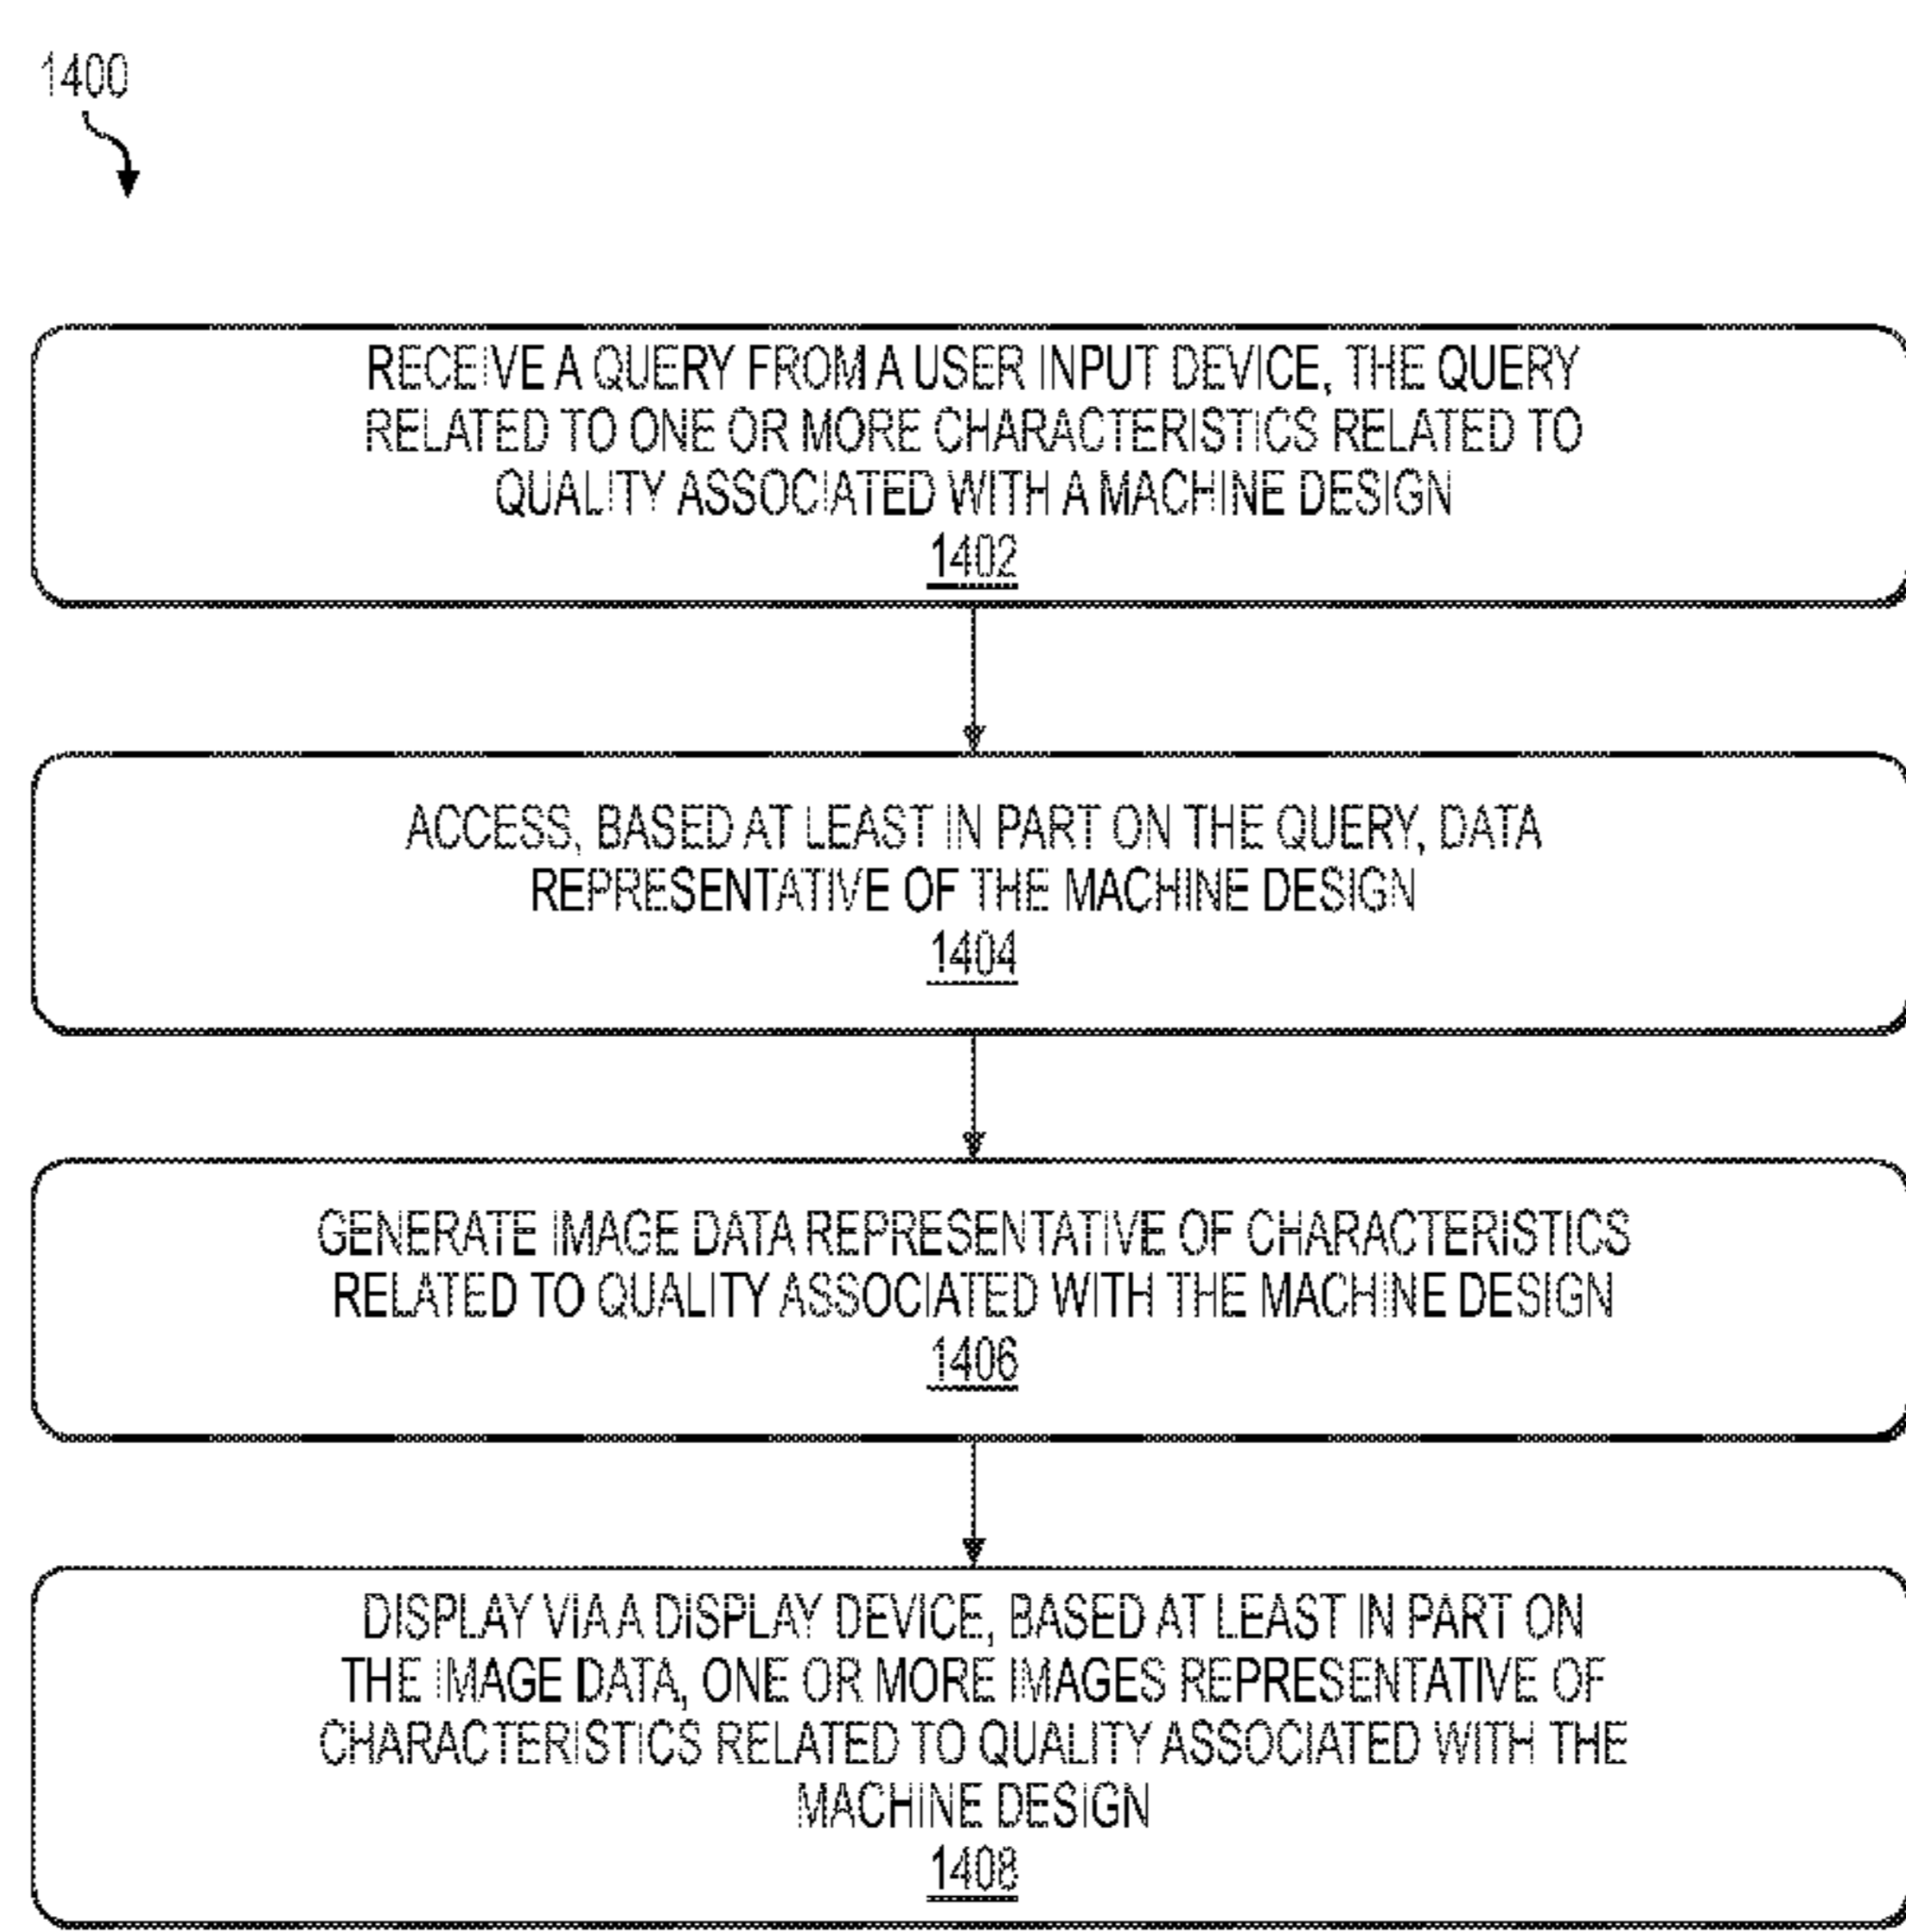 1400
RECEIVE A QUERY FROM A USER INPUT DEVICE, THE QUERY
RELATED TO ONE OR MORE CHARACTERISTICS RELATED TO
QUALITY ASSOCIATED WITH A MACHINE DESIGN
1402
ACCESS, BASED AT LEAST IN PART ON THE QUERY, DATA
REPRESENTATIVE OF THE MACHINE DESIGN
1404
GENERATE IMAGE DATA REPRESENTATIVE OF CHARACTERISTICS
RELATED TO QUALITY ASSOCIATED WITH THE MACHINE DESIGN
1406
DISPLAY VIA A DISPLAY DEVICE, BASED AT LEAST IN PART ON
THE IMAGE DATA, ONE OR MORE IMAGES REPRESENTATIVE OF
CHARACTERISTICS RELATED TO QUALITY ASSOCIATED WITH THE
MACHINE DESIGN
1408